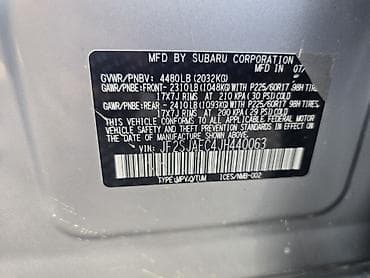 MFD BY SUBARU CORPORATION IN 07/
GVWR/PNBV: 4480LB (2032KG)
GAWR/PNBE:FRONT- 2310LB(1048KG)WITH P225/60R17 98H TIRES,
17X7J RIMS, AT 210 KPA (30 PSI)COLD
GAWR/PNBE:REAR- 2410LB(1093KG)WITH P225/60R17 98H TIRES,
17X7J RIMS, AT 200 KPA (29 PSI)COLD
THIS VEHICLE CONFORMS TO ALL APPLICABLE FEDERAL
MOTOR VEHICLE SAFETY AND THEFT PREVENTION
STANDARDS IN EFFECT ON THE DATE
OF MANUFACTURE SHOWN ABOVE.
VIN: JF2SJAEC4JH440063
TYPE:MPV/VTUM ICES/NMB-002